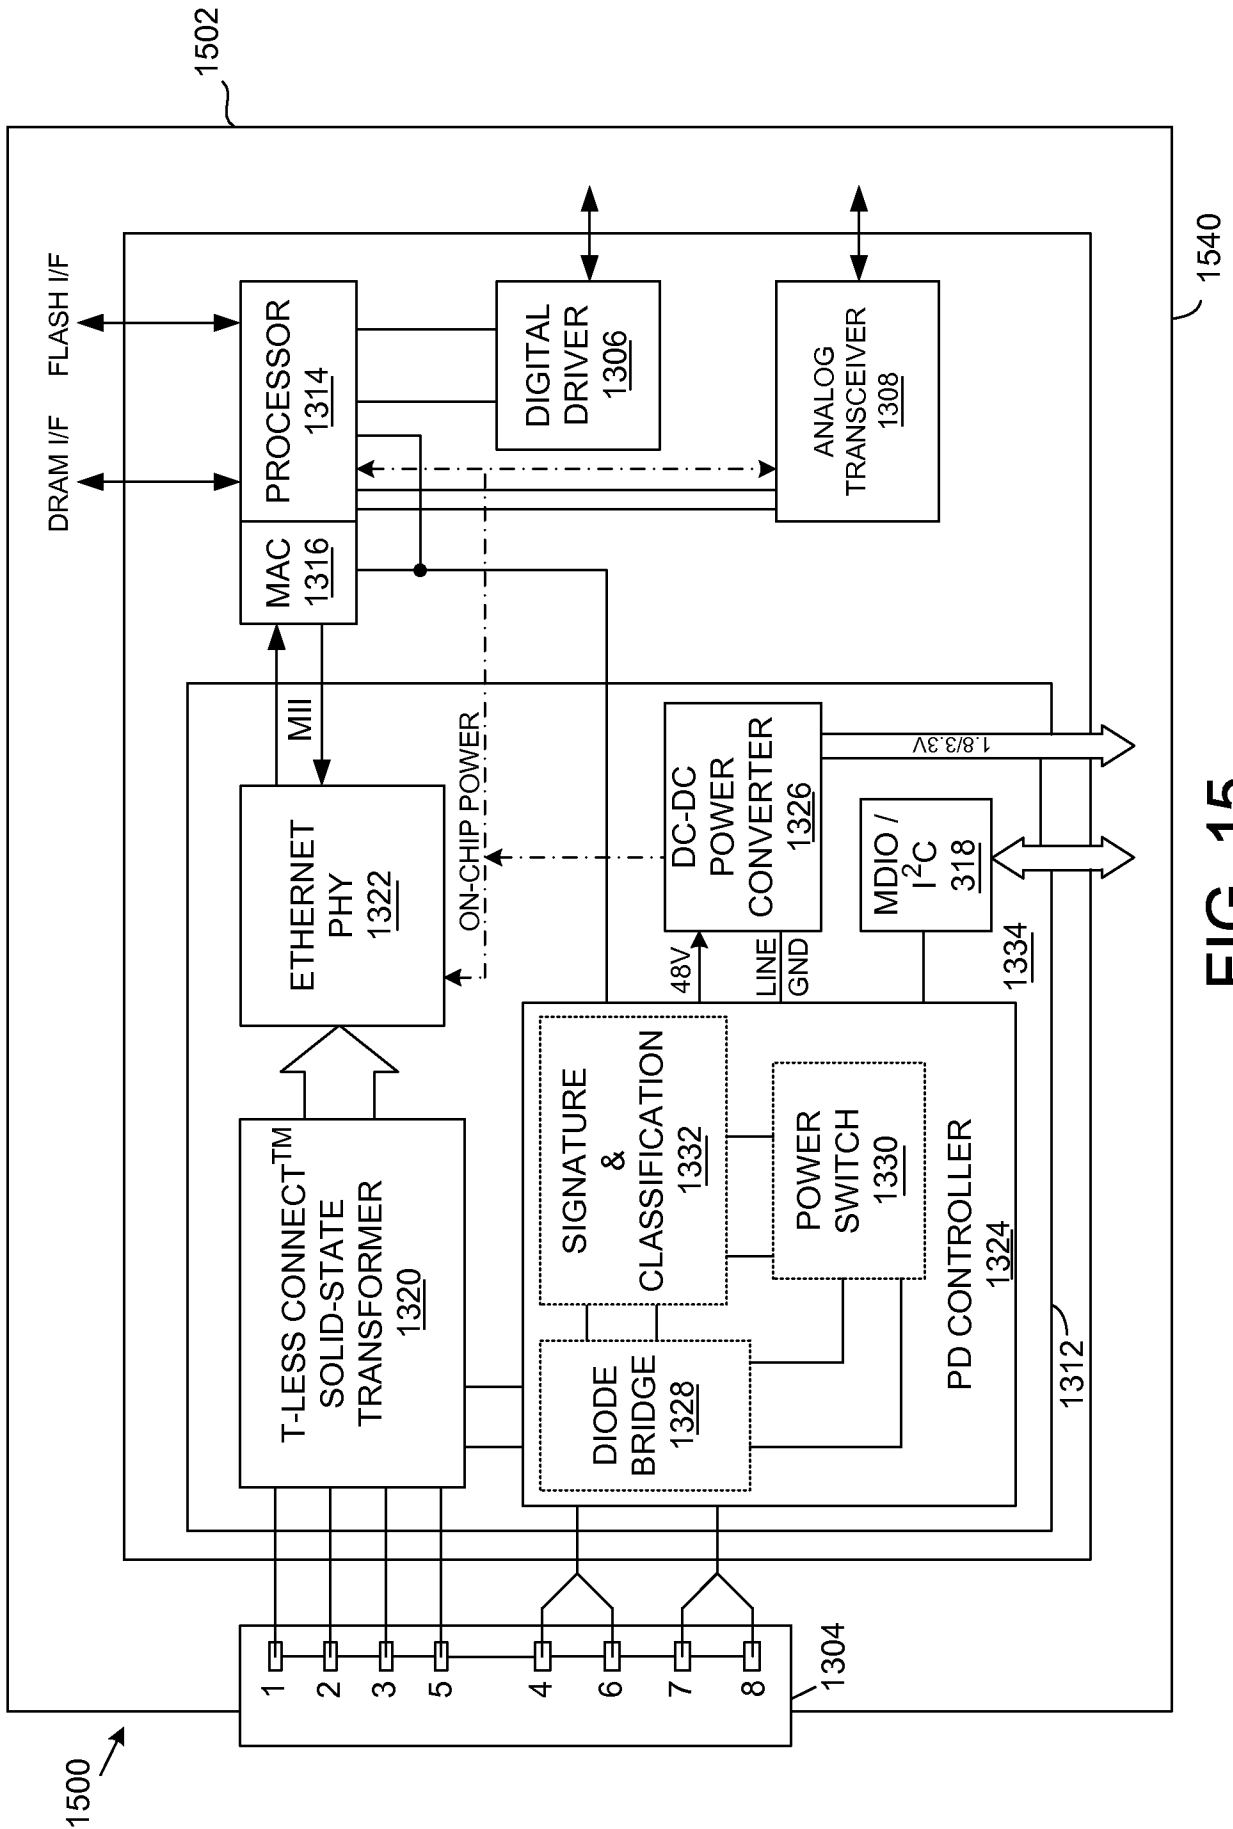 1500
1502
DRAM I/F
FLASH I/F
T-LESS CONNECT™
SOLID-STATE
TRANSFORMER
1320
ETHERNET
PHY
1322
MII
MAC
1316
PROCESSOR
1314
ON-CHIP POWER
DIGITAL
DRIVER
1306
ANALOG
TRANSCEIVER
1308
1
2
3
5
4
6
7
8
1304
DIODE
BRIDGE
1328
SIGNATURE
&
CLASSIFICATION
1332
POWER
SWITCH
1330
PD CONTROLLER
1324
48V
LINE
GND
DC-DC
POWER
CONVERTER
1326
1.8/3.3V
MDIO /
I²C
318
1334
1312
1540
FIG. 15